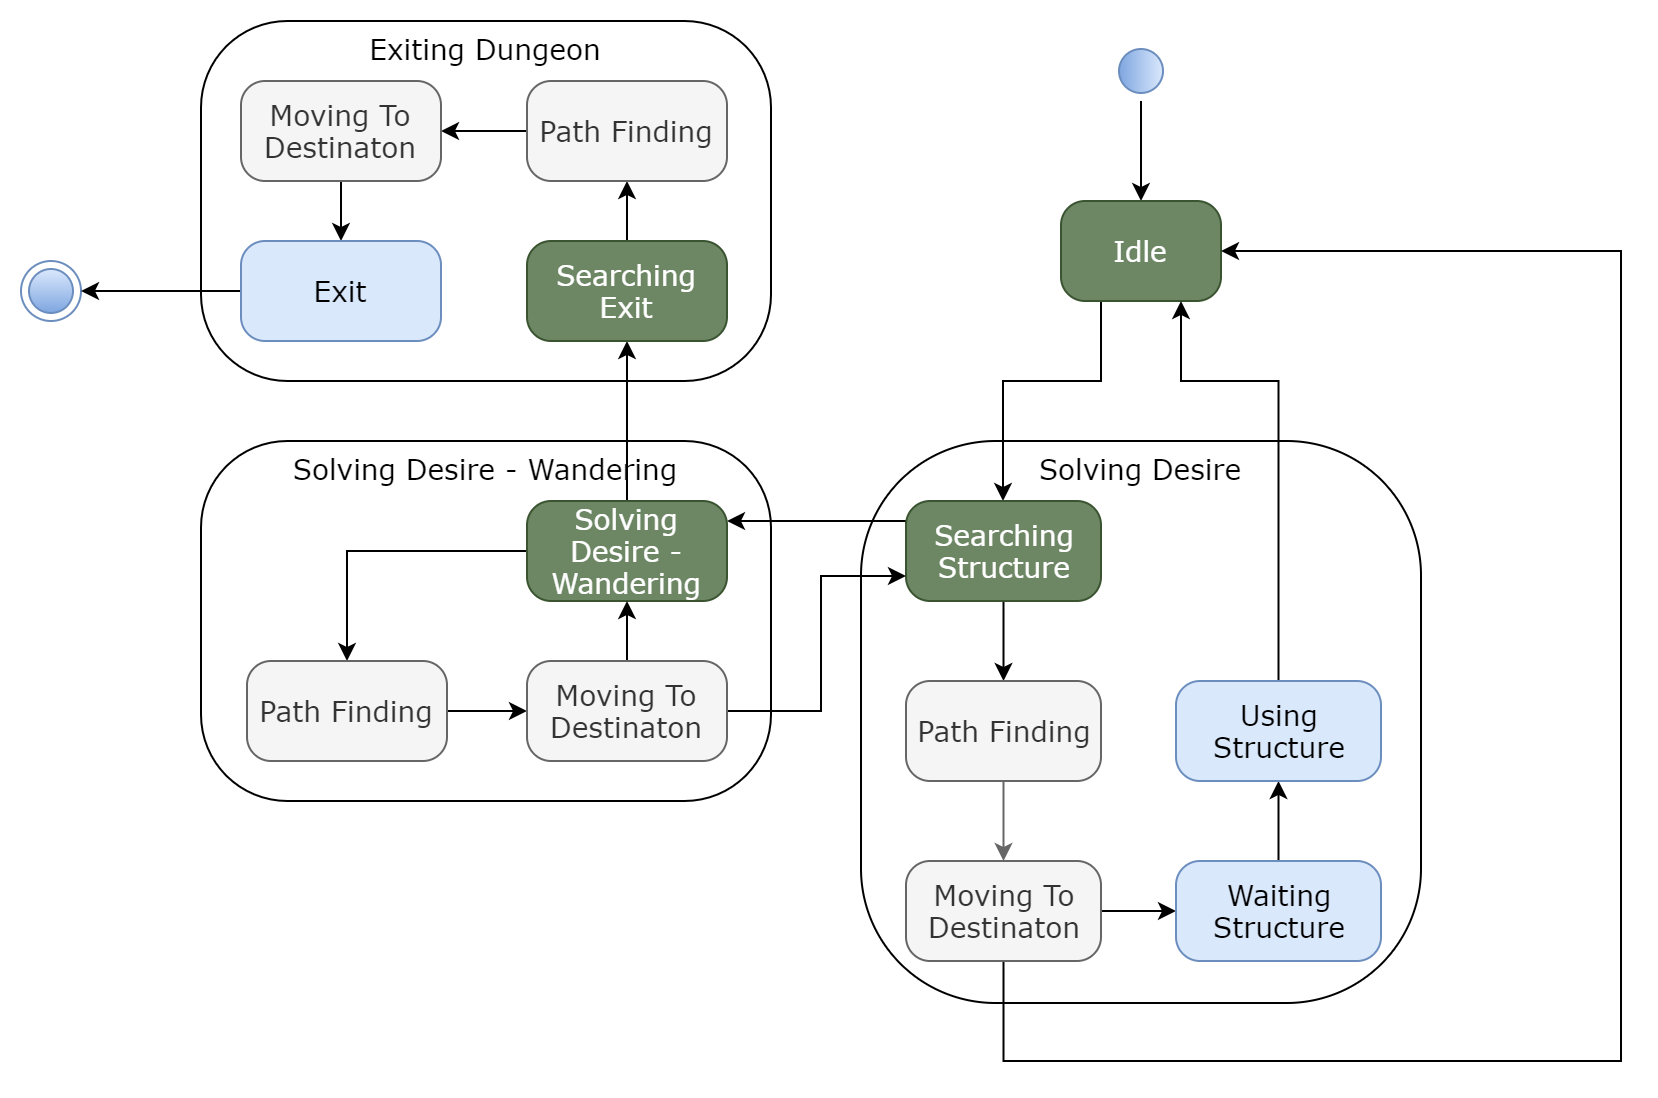 Exiting Dungeon
Moving To
Destinaton
Path Finding
Exit
Searching
Exit
Idle
Solving Desire - Wandering
Solving
Desire -
Wandering
Path Finding
Moving To
Destinaton
Solving Desire
Searching
Structure
Path Finding
Using
Structure
Moving To
Destinaton
Waiting
Structure